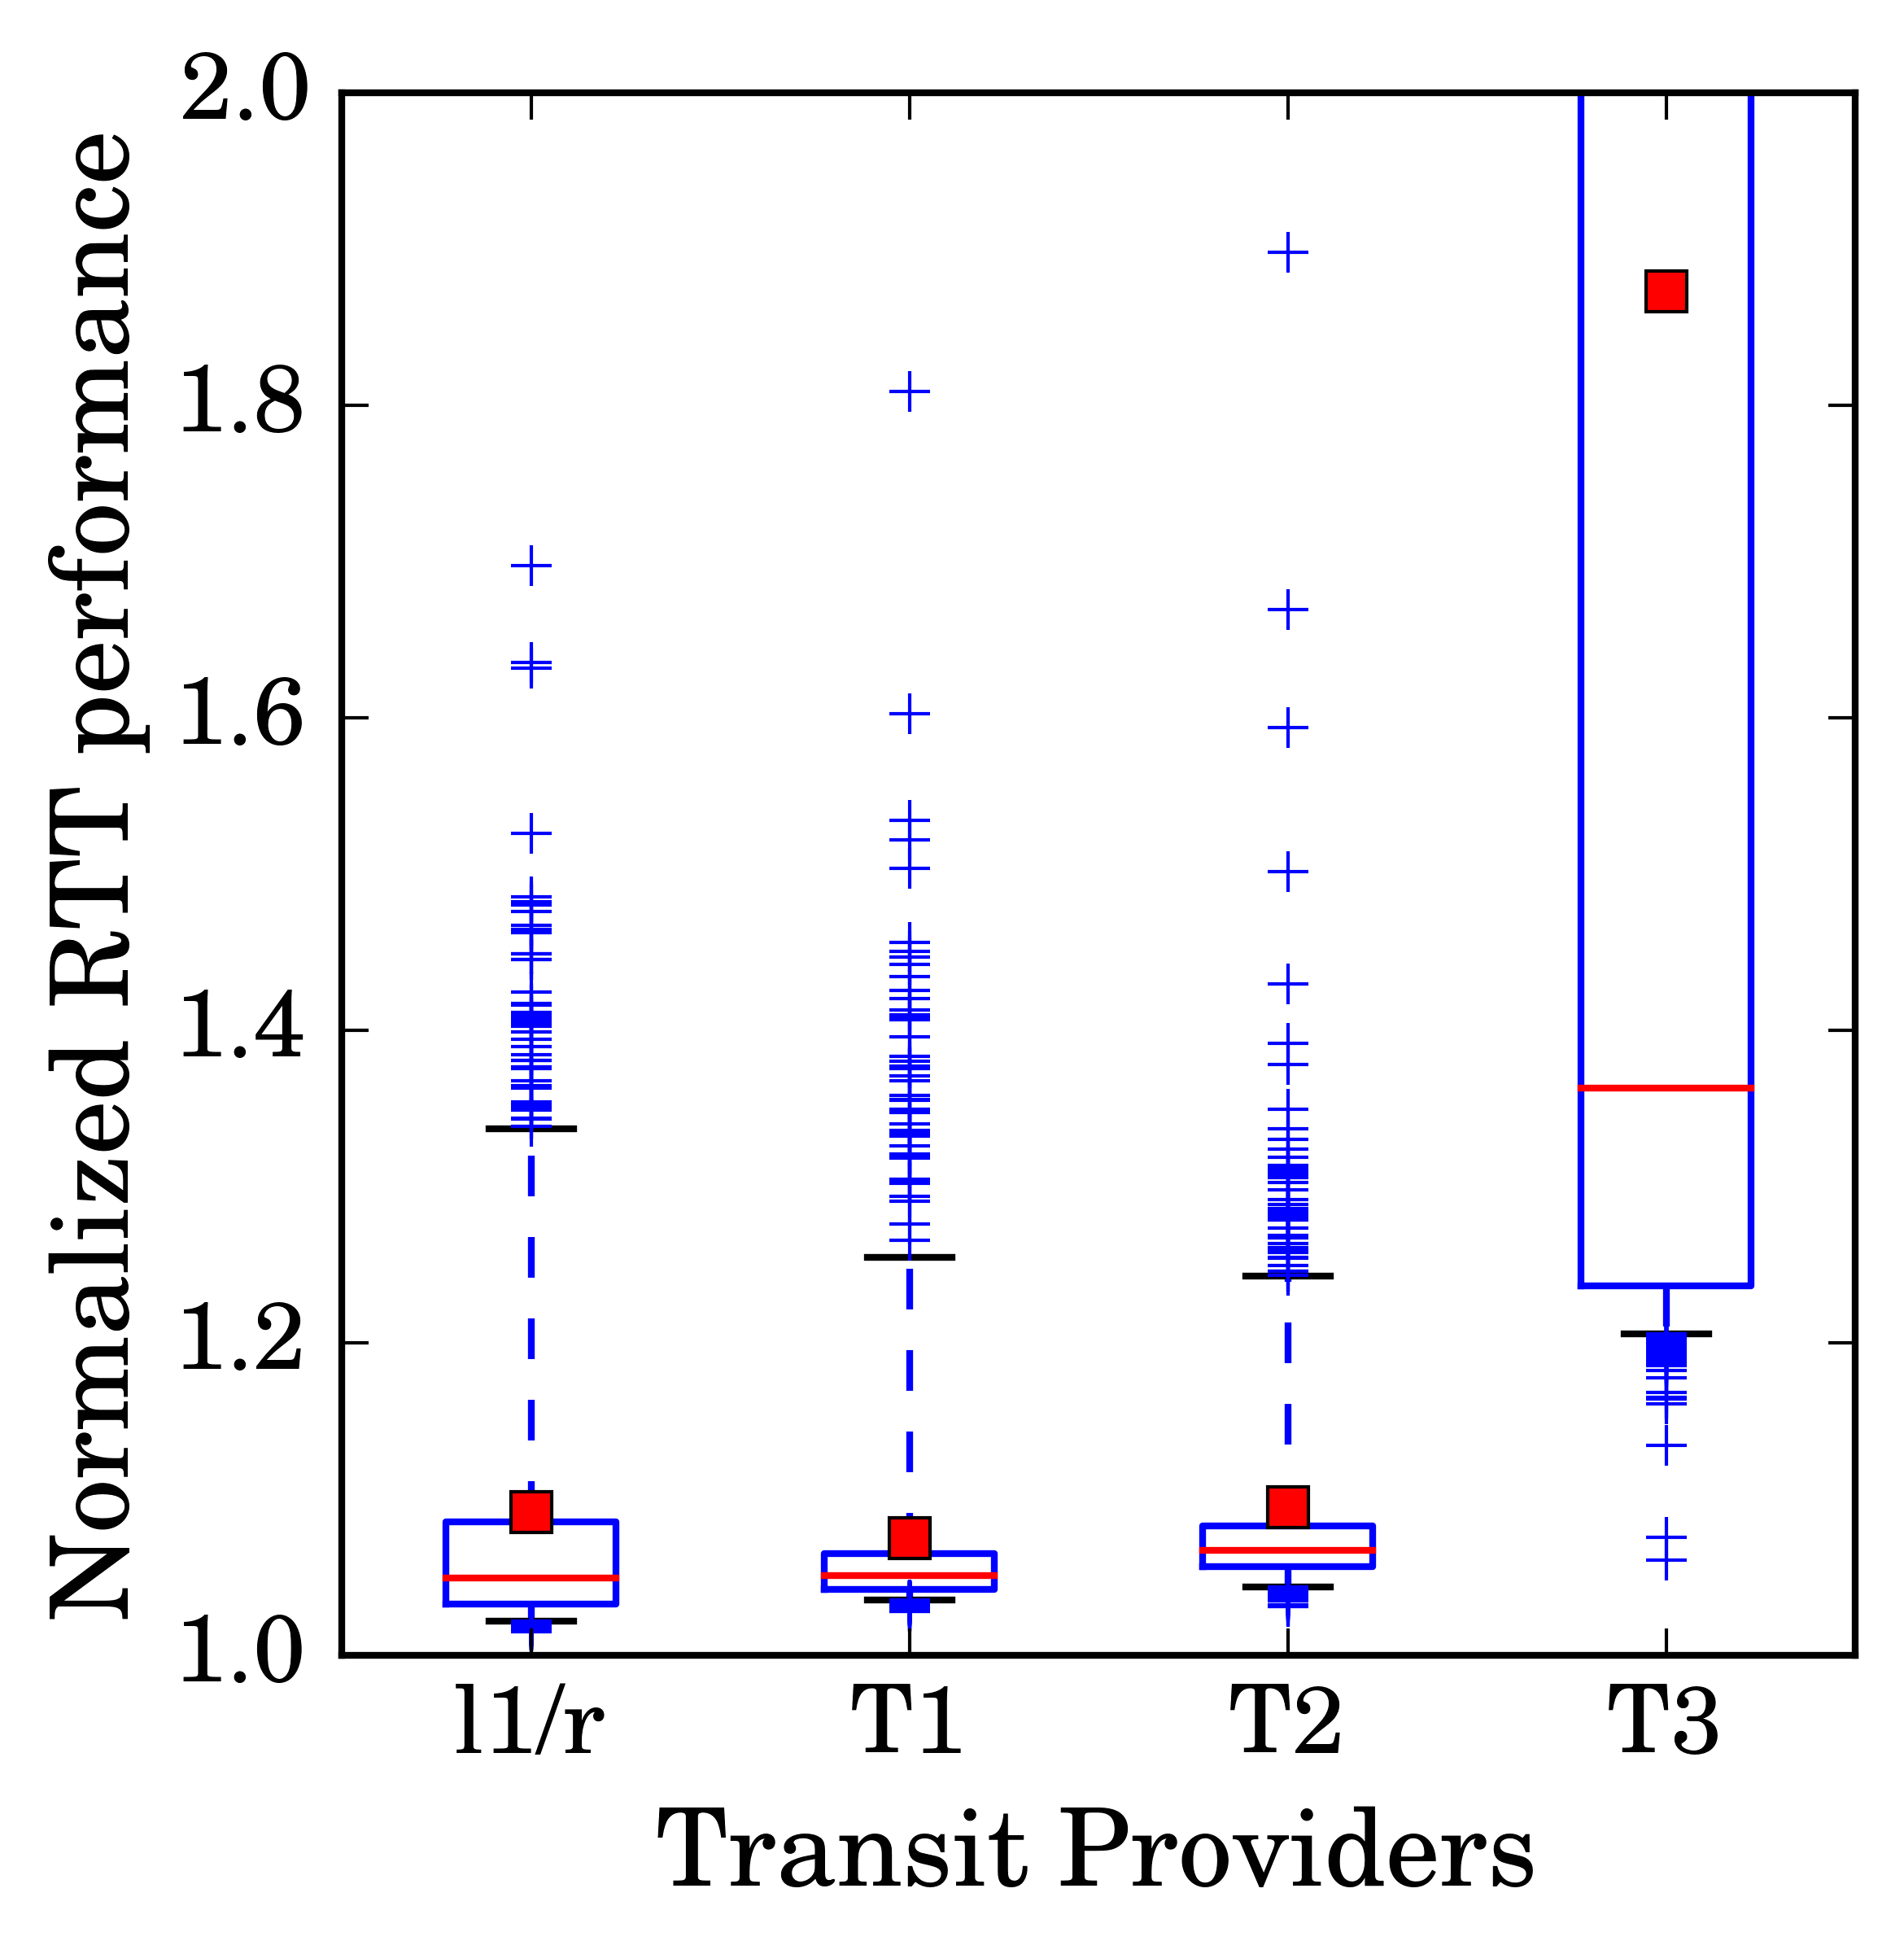 Normalized RTT performance
2.0
1.8
1.6
1.4
1.2
1.0
l1/r T1 T2 T3
Transit Providers